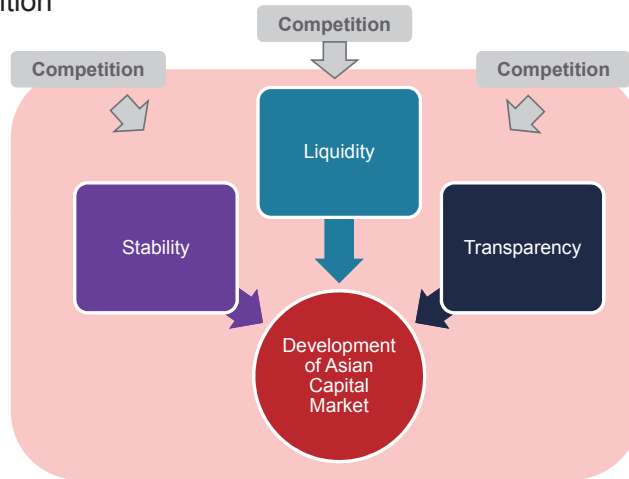 Competition
Competition
Competition
Liquidity
Stability
Transparency
Development
of Asian
Capital
Market